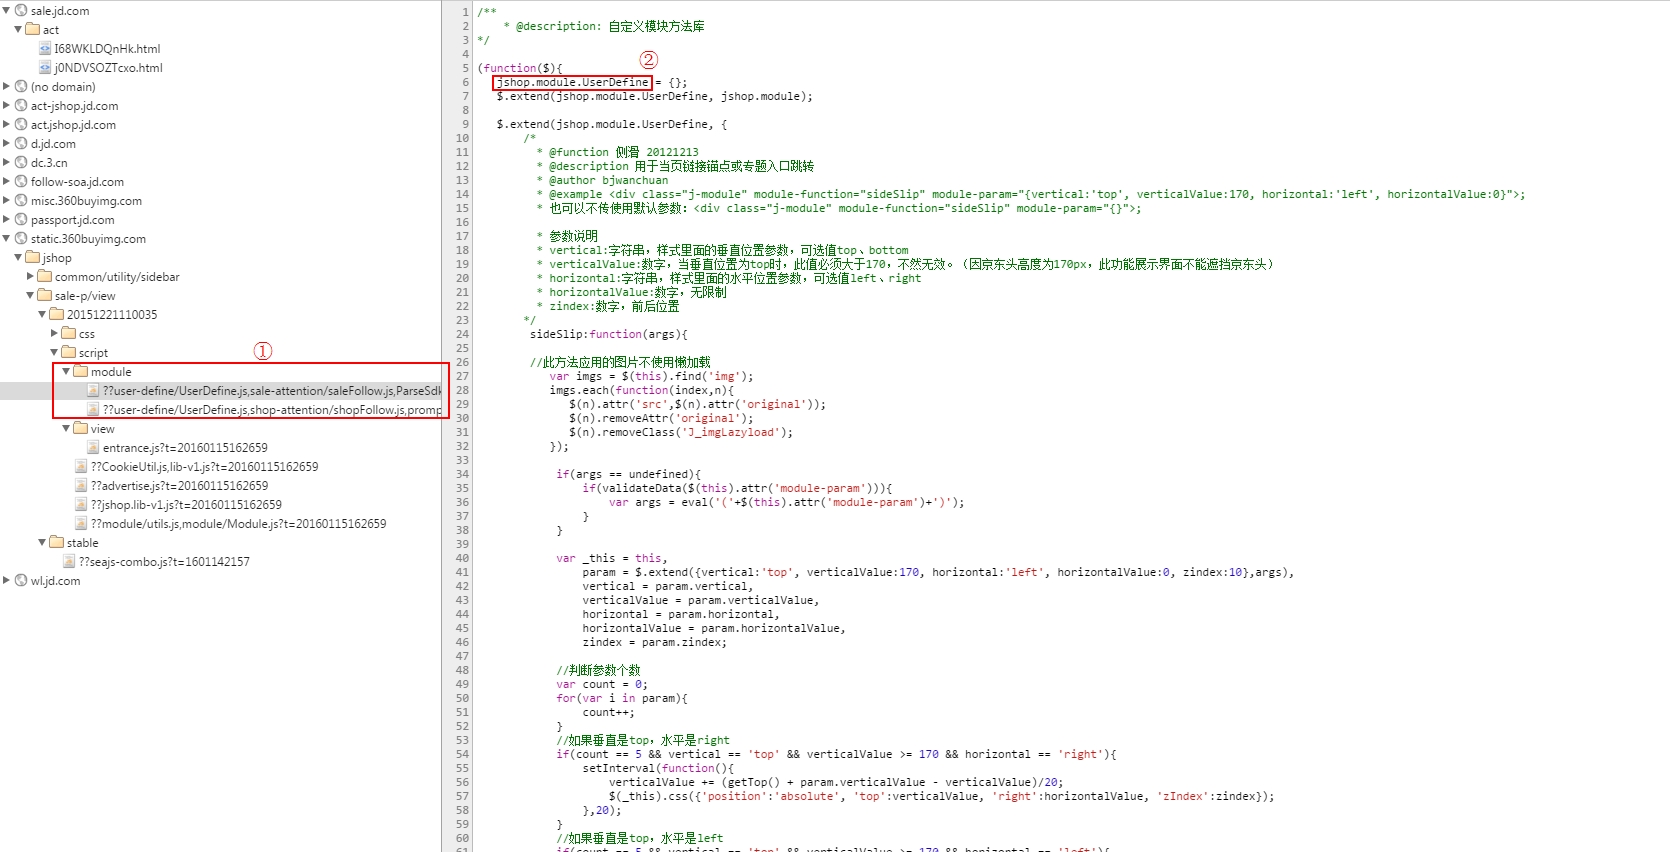 sale.jd.com
act
I68WKLDQnHk.html
j0NDVSOZTcxo.html
(no domain)
act-jshop.jd.com
act.jshop.jd.com
d.jd.com
dc.3.cn
follow-soa.jd.com
misc.360buyimg.com
passport.jd.com
static.360buyimg.com
jshop
common/utility/sidebar
sale-p/view
20151221110035
css
script
①
module
??user-define/UserDefine.js,sale-attention/saleFollow.js,ParseSdk
??user-define/UserDefine.js,shop-attention/shopFollow.js,promp
view
entrance.js?t=20160115162659
??CookieUtil.js,lib-v1.js?t=20160115162659
??advertise.js?t=20160115162659
??jshop.lib-v1.js?t=20160115162659
??module/utils.js,module/Module.js?t=20160115162659
stable
??seajs-combo.js?t=1601142157
wl.jd.com
1 /**
2 * @description: 自定义模块方法库
3 */
4
②
5 (function($){
6 jshop.module.UserDefine = {};
7 $.extend(jshop.module.UserDefine, jshop.module);
8
9 $.extend(jshop.module.UserDefine, {
10 /*
11 * @function 侧滑 20121213
12 * @description 用于当页链接锚点或专题入口跳转
13 * @author bjwanchuan
14 * @example <div class="j-module" module-function="sideSlip" module-param="{vertical:'top', verticalValue:170, horizontal:'left', horizontalValue:0}">;
15 * 也可以不传使用默认参数：<div class="j-module" module-function="sideSlip" module-param="{}">;
16
17 * 参数说明
18 * vertical:字符串，样式里面的垂直位置参数，可选值top、bottom
19 * verticalValue:数字，当垂直位置为top时，此值必须大于170，不然无效。（因京东头高度为170px，此功能展示界面不能遮挡京东头）
20 * horizontal:字符串，样式里面的水平位置参数，可选值left、right
21 * horizontalValue:数字，无限制
22 * zindex:数字，前后位置
23 */
24 sideSlip:function(args){
25
26 //此方法应用的图片不使用懒加载
27 var imgs = $(this).find('img');
28 imgs.each(function(index,n){
29 $(n).attr('src',$(n).attr('original'));
30 $(n).removeAttr('original');
31 $(n).removeClass('J_imgLazyload');
32 });
33
34 if(args == undefined){
35 if(validateData($(this).attr('module-param'))){
36 var args = eval('('+$(this).attr('module-param')+')');
37 }
38 }
39
40 var _this = this,
41 param = $.extend({vertical:'top', verticalValue:170, horizontal:'left', horizontalValue:0, zindex:10},args),
42 vertical = param.vertical,
43 verticalValue = param.verticalValue,
44 horizontal = param.horizontal,
45 horizontalValue = param.horizontalValue,
46 zindex = param.zindex;
47
48 //判断参数个数
49 var count = 0;
50 for(var i in param){
51 count++;
52 }
53 //如果垂直是top，水平是right
54 if(count == 5 && vertical == 'top' && verticalValue >= 170 && horizontal == 'right'){
55 setInterval(function(){
56 verticalValue += (getTop() + param.verticalValue - verticalValue)/20;
57 $(_this).css({'position':'absolute', 'top':verticalValue, 'right':horizontalValue, 'zIndex':zindex});
58 },20);
59 }
60 //如果垂直是top，水平是left
61 if(count == 5 && vertical == 'top' && verticalValue >= 170 && horizontal == 'left'){